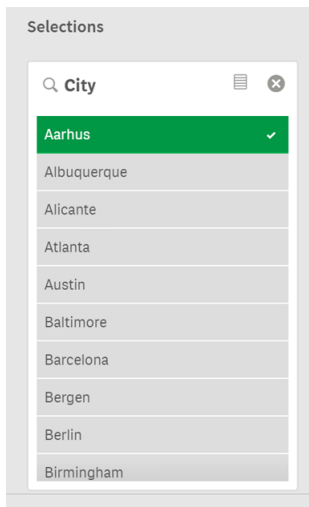 Selections
City
Aarhus
Albuquerque
Alicante
Atlanta
Austin
Baltimore
Barcelona
Bergen
Berlin
Birmingham